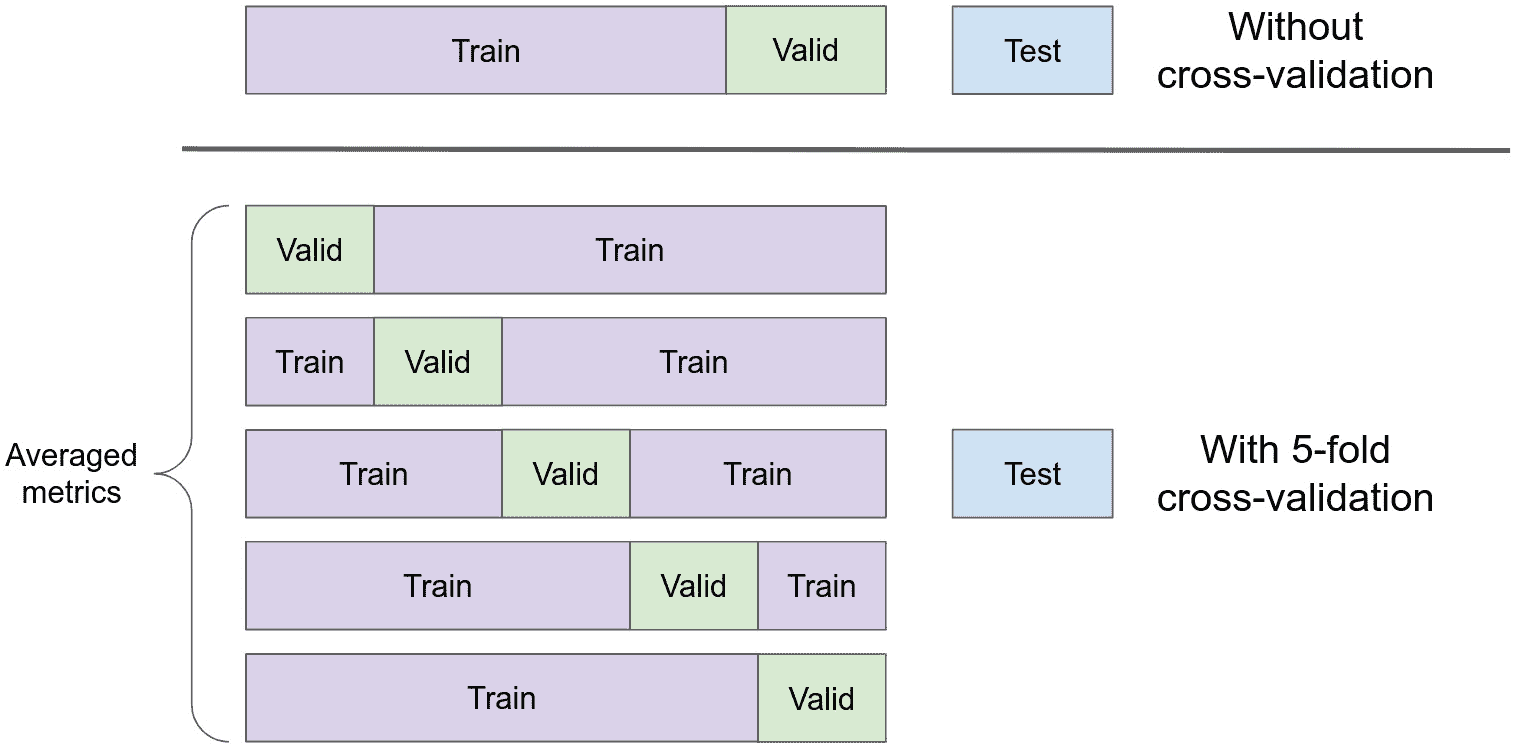 Train Valid Test Without
cross-validation
Valid Train
Train Valid Train
Averaged
metrics
Train Valid Train Test With 5-fold
cross-validation
Train Valid Train
Train Valid